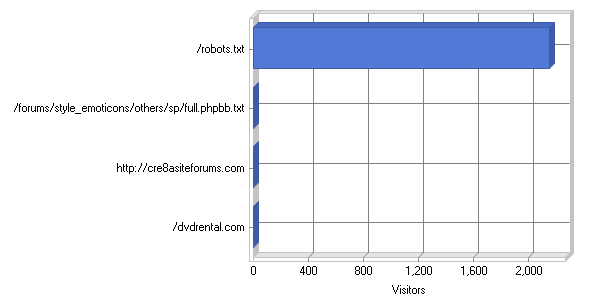 /robots.txt
/forums/style_emoticons/others/sp/full.phpbb.txt
http://cre8asiteforums.com
/dvdrental.com
0 400 800 1,200 1,600 2,000
Visitors